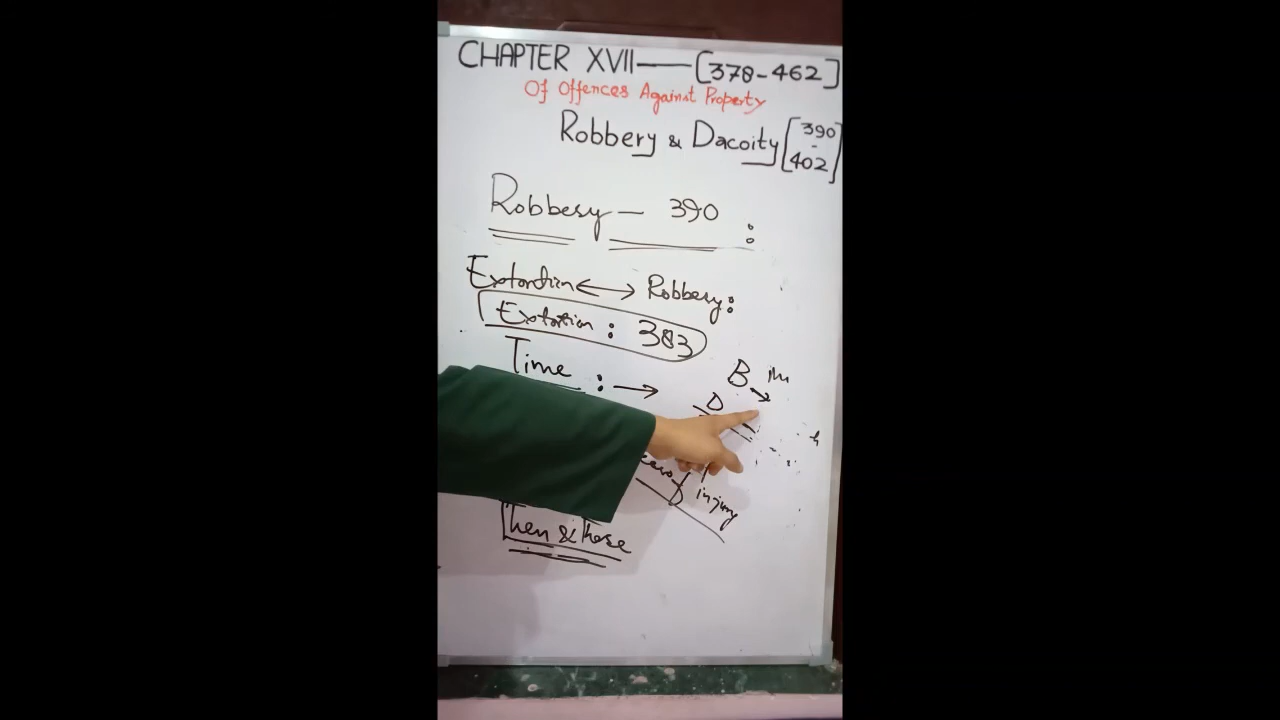 CHAPTER XVII — [378-462]
Of Offences Against Property
Robbery & Dacoity [390 - 402]
Robbery — 390 :
Extortion ↔ Robbery :
Extortion : 383
Time : →
B
D
injury
Then &